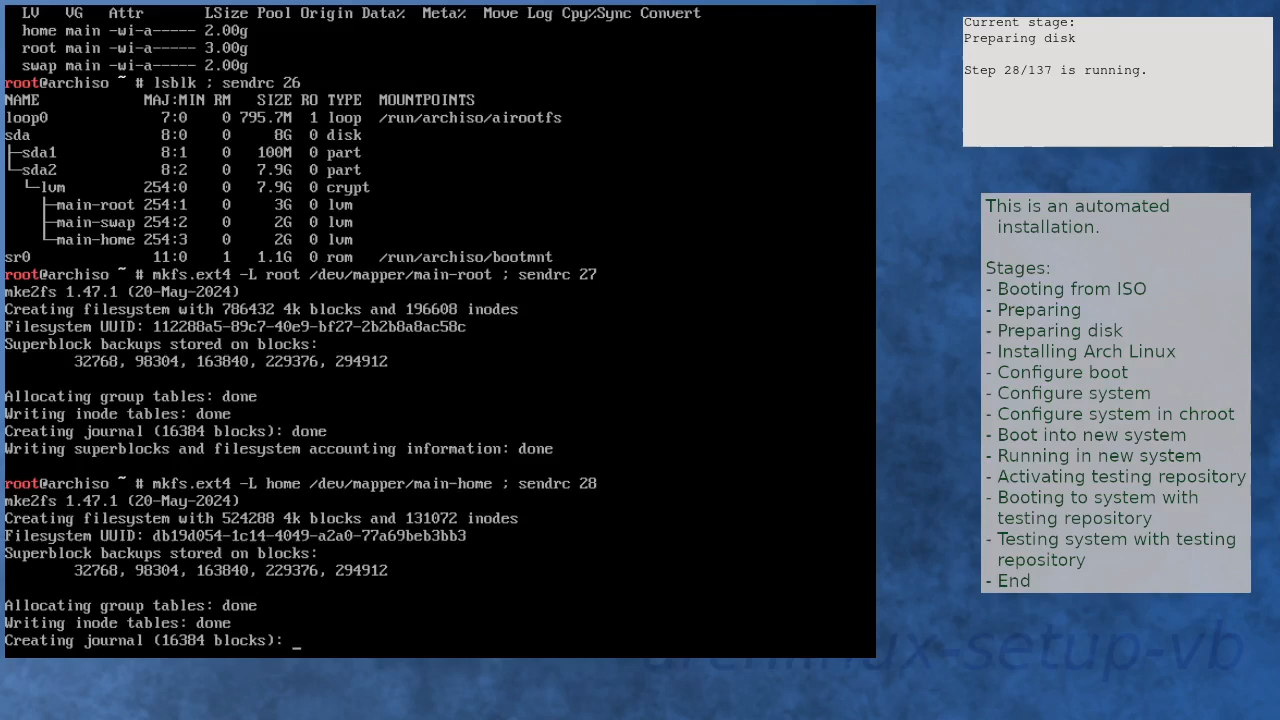 LV   VG   Attr       LSize Pool Origin Data%  Meta%  Move Log Cpy%Sync Convert
  home main -wi-a----- 2.00g
  root main -wi-a----- 3.00g
  swap main -wi-a----- 2.00g
root@archiso ~ # lsblk ; sendrc 26
NAME            MAJ:MIN RM   SIZE RO TYPE  MOUNTPOINTS
loop0             7:0    0 795.7M  1 loop  /run/archiso/airootfs
sda               8:0    0     8G  0 disk
├─sda1            8:1    0   100M  0 part
└─sda2            8:2    0   7.9G  0 part
  └─lvm         254:0    0   7.9G  0 crypt
    ├─main-root 254:1    0     3G  0 lvm
    ├─main-swap 254:2    0     2G  0 lvm
    └─main-home 254:3    0     2G  0 lvm
sr0              11:0    1   1.1G  0 rom   /run/archiso/bootmnt
root@archiso ~ # mkfs.ext4 -L root /dev/mapper/main-root ; sendrc 27
mke2fs 1.47.1 (20-May-2024)
Creating filesystem with 786432 4k blocks and 196608 inodes
Filesystem UUID: 112288a5-89c7-40e9-bf27-2b2b8a8ac58c
Superblock backups stored on blocks:
        32768, 98304, 163840, 229376, 294912
Allocating group tables: done
Writing inode tables: done
Creating journal (16384 blocks): done
Writing superblocks and filesystem accounting information: done
root@archiso ~ # mkfs.ext4 -L home /dev/mapper/main-home ; sendrc 28
mke2fs 1.47.1 (20-May-2024)
Creating filesystem with 524288 4k blocks and 131072 inodes
Filesystem UUID: db19d054-1c14-4049-a2a0-77a69beb3bb3
Superblock backups stored on blocks:
        32768, 98304, 163840, 229376, 294912
Allocating group tables: done
Writing inode tables: done
Creating journal (16384 blocks): _
Current stage:
Preparing disk
Step 28/137 is running.
This is an automated
installation.
Stages:
- Booting from ISO
- Preparing
- Preparing disk
- Installing Arch Linux
- Configure boot
- Configure system
- Configure system in chroot
- Boot into new system
- Running in new system
- Activating testing repository
- Booting to system with
testing repository
- Testing system with testing
repository
- End
archlinux-setup-vb